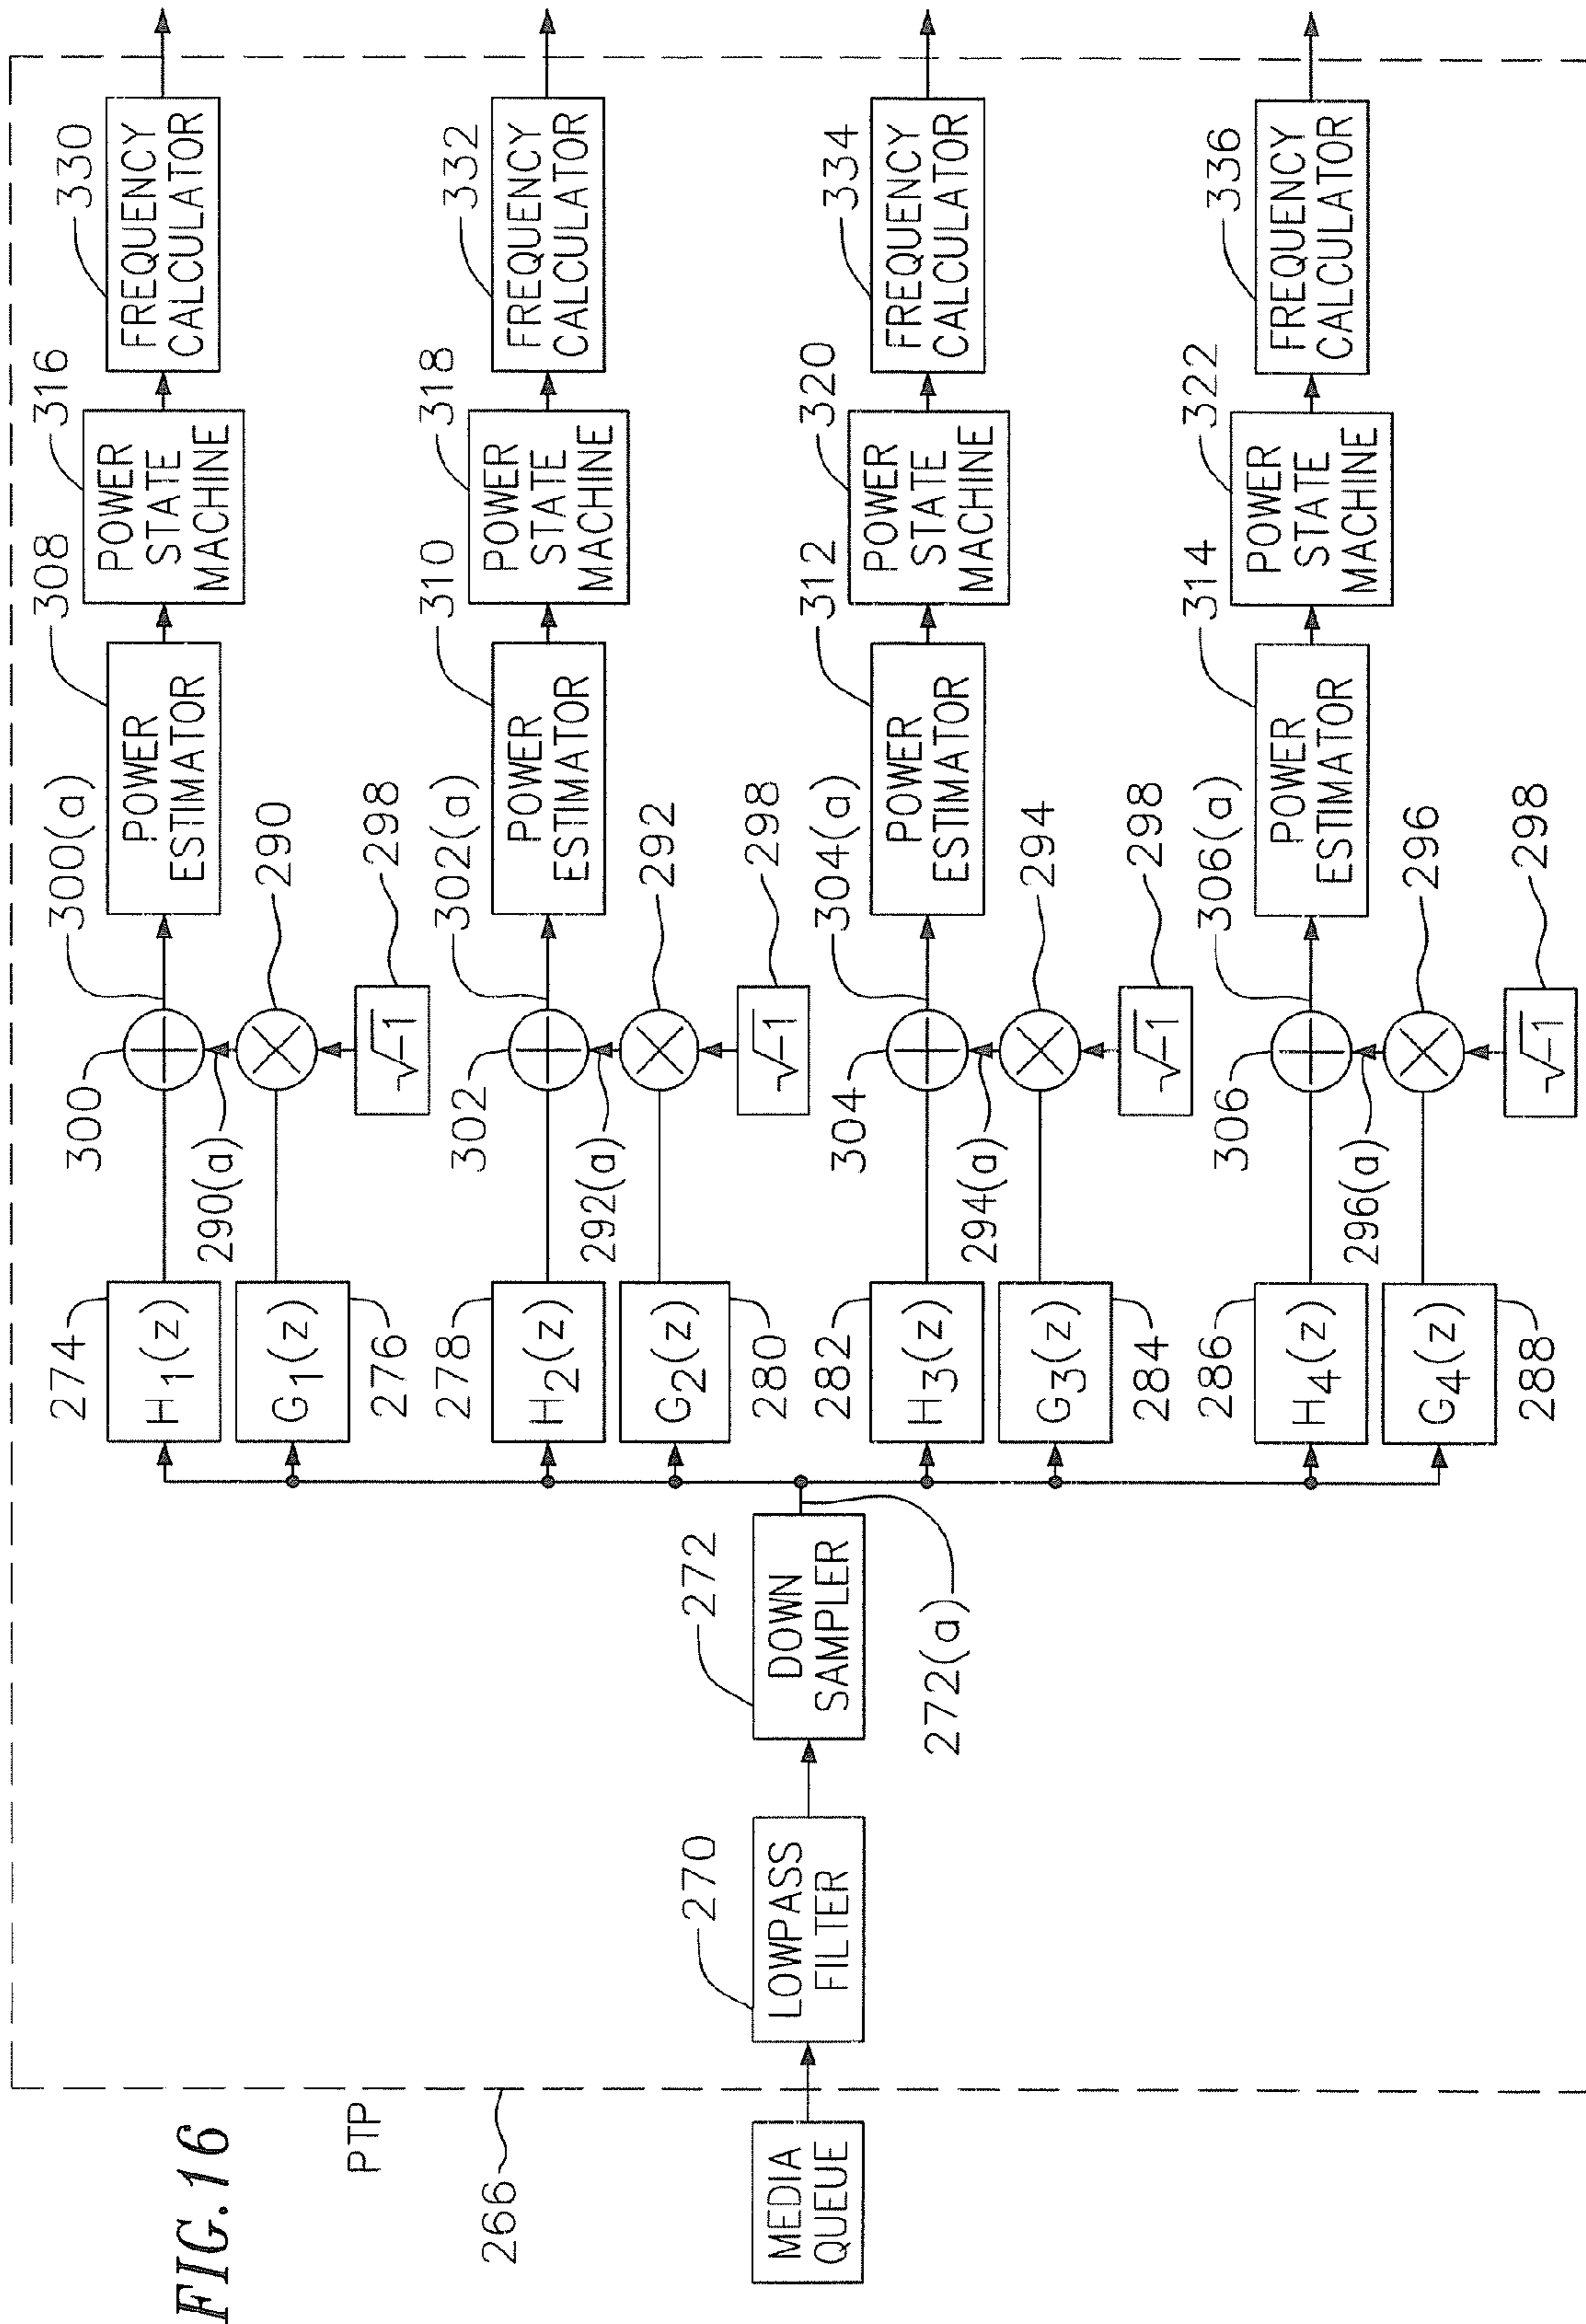 FIG.16
PTP
266
MEDIA
QUEUE
270
LOWPASS
FILTER
272
DOWN
SAMPLER
272(a)
274
H1(z)
G1(z)
276
290(a)
300
300(a)
290
√-1
298
308
POWER
ESTIMATOR
316
POWER
STATE
MACHINE
330
FREQUENCY
CALCULATOR
278
H2(z)
G2(z)
280
292(a)
302
302(a)
292
√-1
298
310
POWER
ESTIMATOR
318
POWER
STATE
MACHINE
332
FREQUENCY
CALCULATOR
282
H3(z)
G3(z)
284
294(a)
304
304(a)
294
√-1
298
312
POWER
ESTIMATOR
320
POWER
STATE
MACHINE
334
FREQUENCY
CALCULATOR
286
H4(z)
G4(z)
288
296(a)
306
306(a)
296
√-1
298
314
POWER
ESTIMATOR
322
POWER
STATE
MACHINE
336
FREQUENCY
CALCULATOR